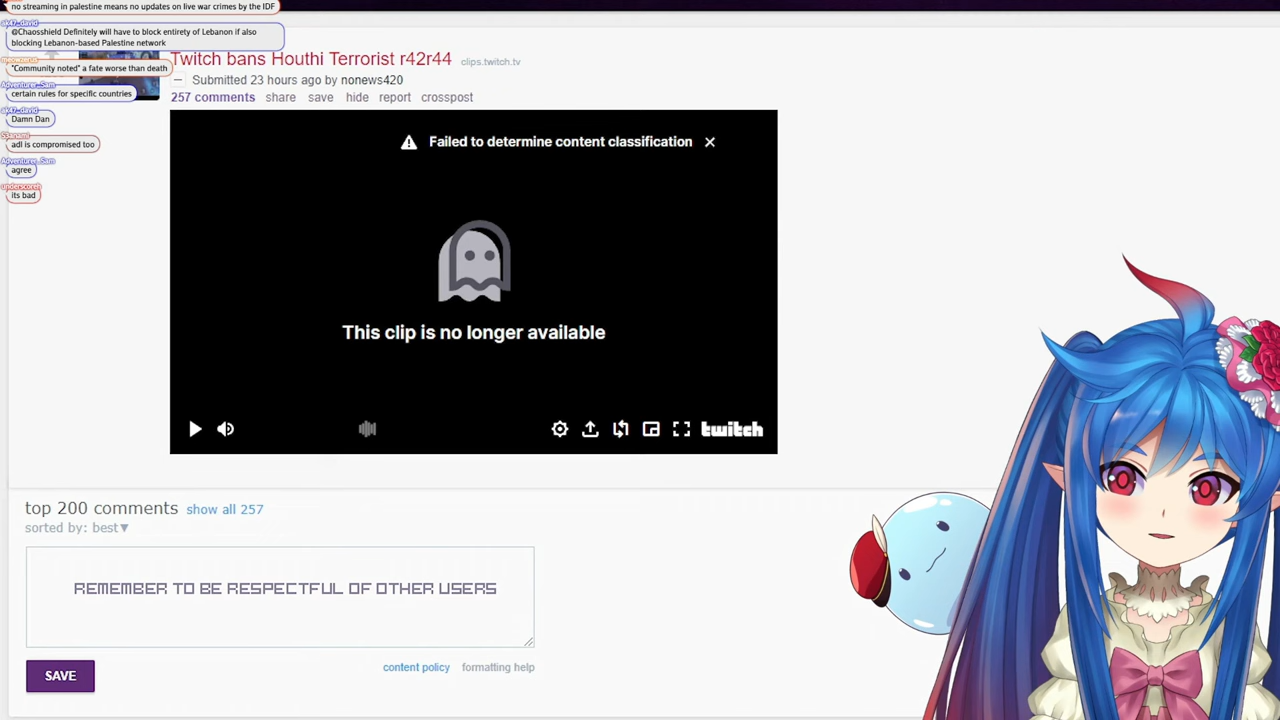 no streaming in palestine means no updates on live war crimes by the IDF
ak47_david
@Chaosshield Definitely will have to block entirety of Lebanon if also
blocking Lebanon-based Palestine network
"Community noted" a fate worse than death
Adventurer_Sam
certain rules for specific countries
ak47_david
Damn Dan
adl is compromised too
Adventurer_Sam
agree
underscoreh
its bad
Twitch bans Houthi Terrorist r42r44 clips.twitch.tv
Submitted 23 hours ago by nonews420
257 comments share save hide report crosspost
Failed to determine content classification
This clip is no longer available
twitch
top 200 comments show all 257
sorted by: best▼
REMEMBER TO BE RESPECTFUL OF OTHER USERS
content policy formatting help
SAVE